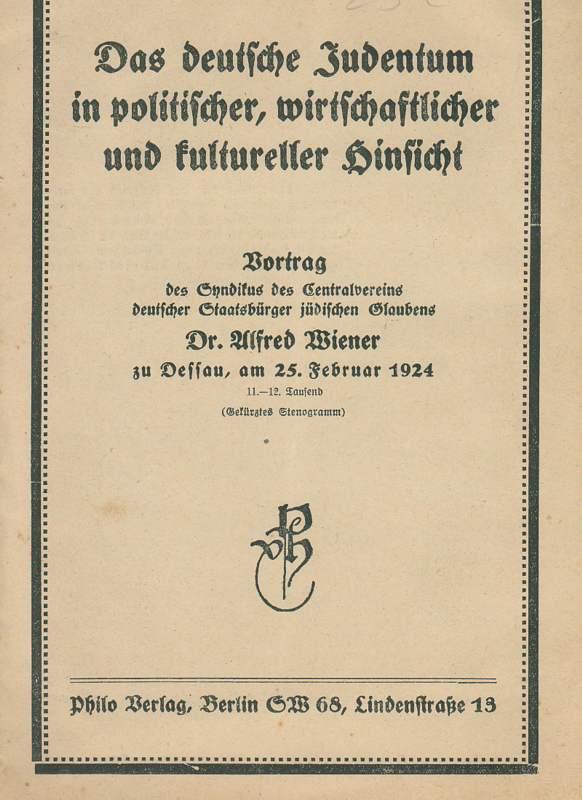 Das deutsche Judentum
in politischer, wirtschaftlicher
und kultureller Hinsicht
Vortrag
des Syndikus des Centralvereins
deutscher Staatsbürger jüdischen Glaubens
Dr. Alfred Wiener
zu Dessau, am 25. Februar 1924
11.—12. Tausend
(Gekürztes Stenogramm)
Philo Verlag, Berlin SW 68, Lindenstraße 13